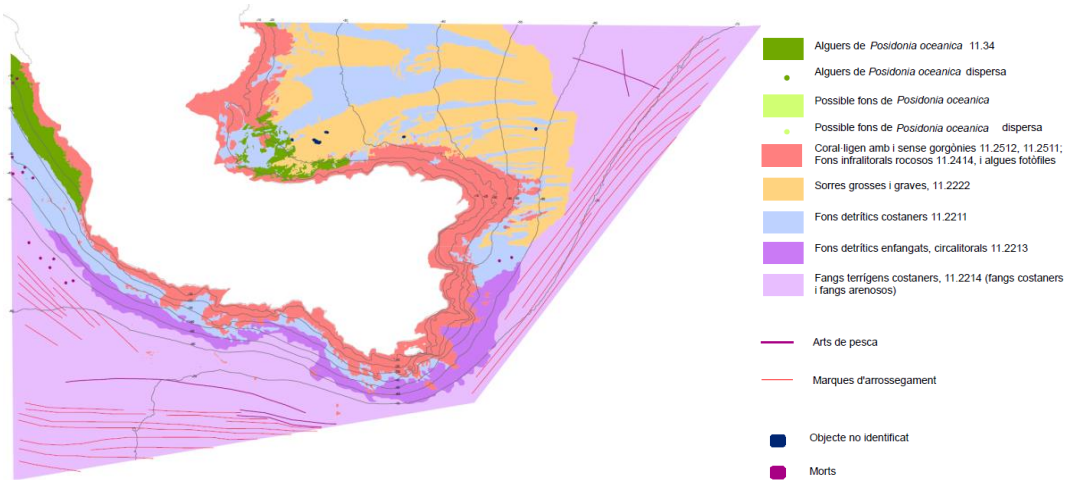 Alguers de Posidonia oceanica 11.34
Alguers de Posidonia oceanica dispersa
Possible fons de Posidonia oceanica
Possible fons de Posidonia oceanica dispersa
Coral·ligen amb i sense gorgònies 11.2512, 11.2511;
Fons infralitorals rocosos 11.2414, i algues fotòfiles
Sorres grosses i graves, 11.2222
Fons detrítics costaners 11.2211
Fons detrítics enfangats, circalitorals 11.2213
Fangs terrígens costaners, 11.2214 (fangs costaners
i fangs arenosos)
Arts de pesca
Marques d'arrossegament
Objecte no identificat
Morts